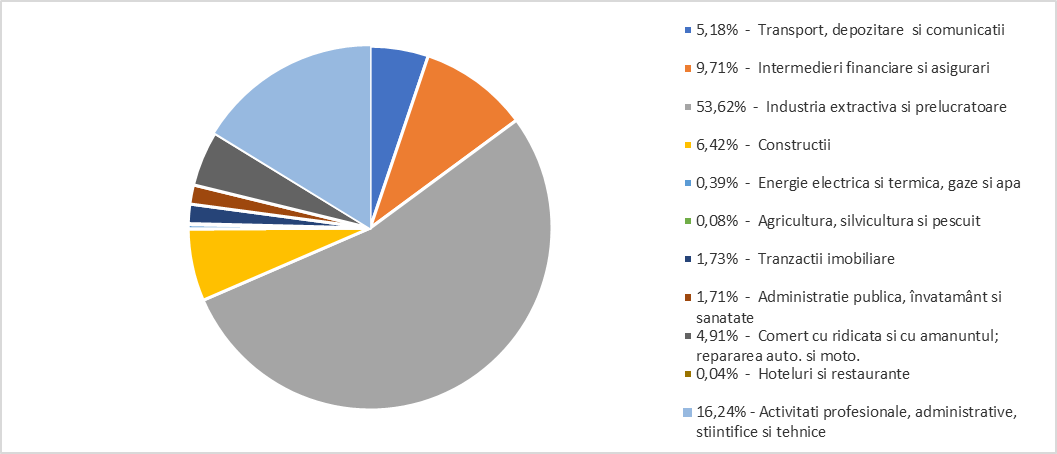 5,18% - Transport, depozitare si comunicatii
9,71% - Intermedieri financiare si asigurari
53,62% - Industria extractiva si prelucratoare
6,42% - Constructii
0,39% - Energie electrica si termica, gaze si apa
0,08% - Agricultura, silvicultura si pescuit
1,73% - Tranzactii imobiliare
1,71% - Administratie publica, învatamânt si
sanatate
4,91% - Comert cu ridicata si cu amanuntul;
repararea auto. si moto.
0,04% - Hoteluri si restaurante
16,24% - Activitati profesionale, administrative,
stiintifice si tehnice